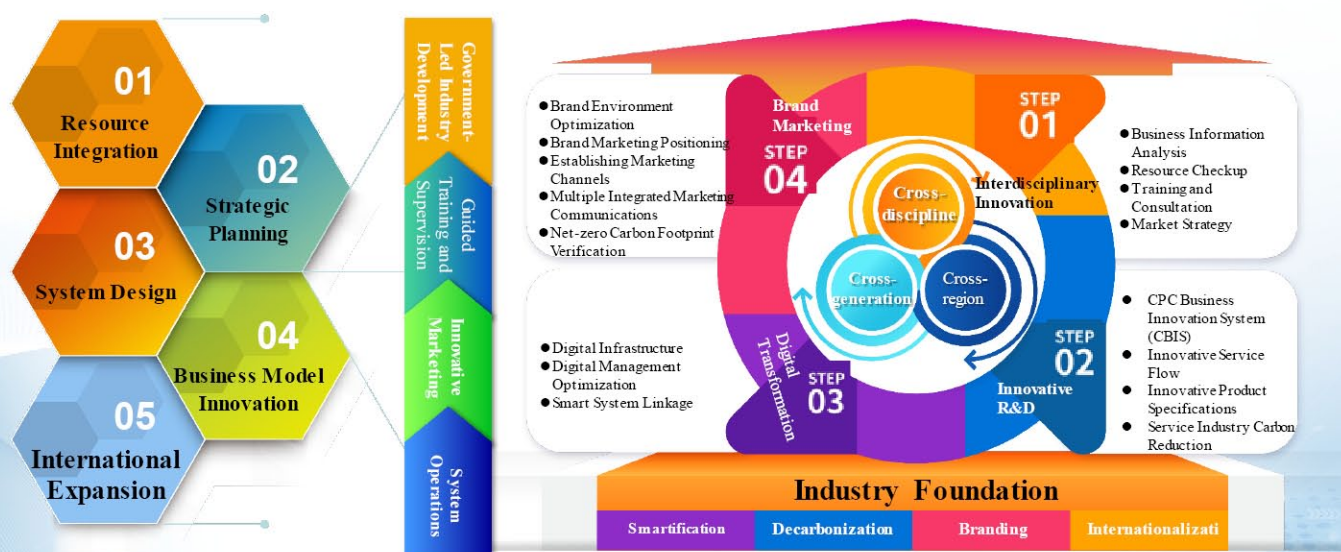 01
Resource
Integration
02
Strategic
Planning
03
System Design
04
Business Model
Innovation
05
International
Expansion
Government-
Led Industry
Development
Guided
Training and
Supervision
Innovative
Marketing
System
Operations
●Brand Environment
Optimization
●Brand Marketing Positioning
●Establishing Marketing
Channels
●Multiple Integrated Marketing
Communications
●Net-zero Carbon Footprint
Verification
Brand
Marketing
STEP
04
STEP
01
Interdisciplinary
Innovation
●Business Information
Analysis
●Resource Checkup
●Training and
Consultation
●Market Strategy
Cross-
discipline
Cross-
generation
Cross-
region
●Digital Infrastructure
●Digital Management
Optimization
●Smart System Linkage
Digital
Transformation
STEP
03
STEP
02
Innovative
R&D
● CPC Business
Innovation System
(CBIS)
● Innovative Service
Flow
● Innovative Product
Specifications
● Service Industry Carbon
Reduction
Industry Foundation
Smartification
Decarbonization
Branding
Internationalizati